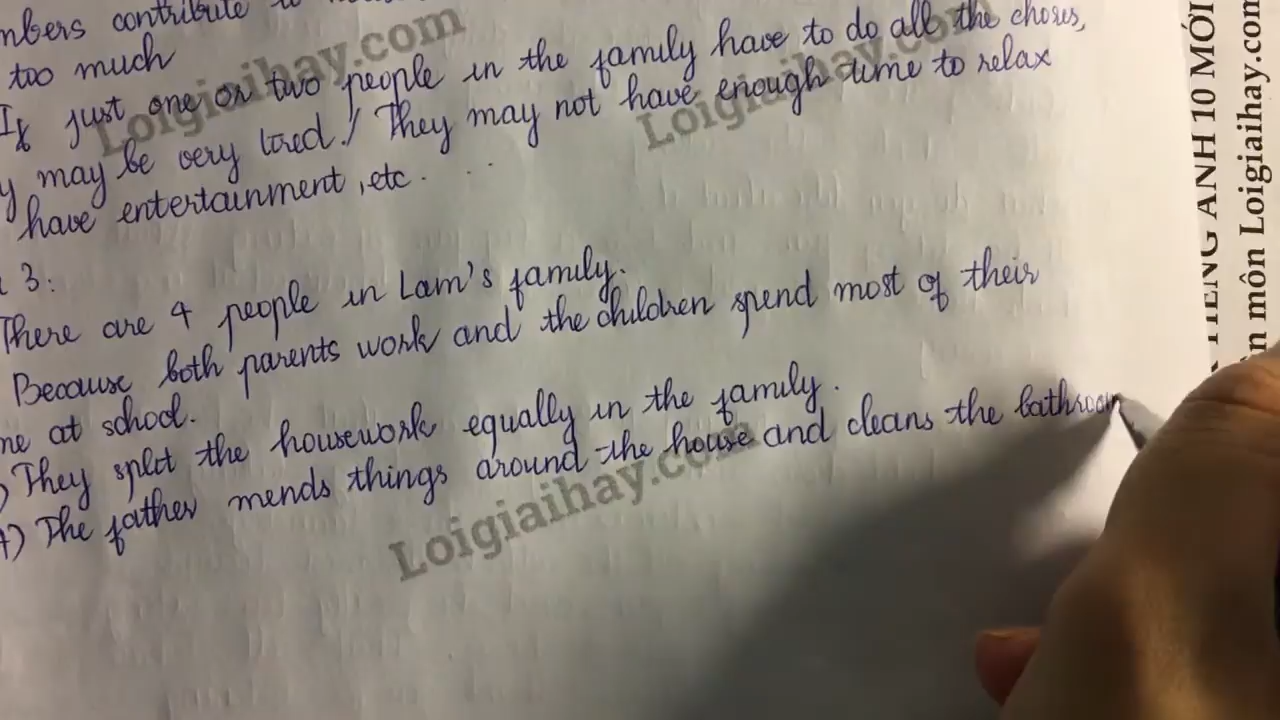 mbers contribute to
too much
If just one or two people in the family have to do all the chores,
y may be very tired! They may not have enough time to relax
have entertainment, etc.
3:
There are 4 people in Lam's family.
Because both parents work and the children spend most of their
me at school.
) They split the housework equally in the family.
) The father mends things around the house and cleans the bathroom
Loigiaihay.com
Loigiaihay.com
Loigiaihay.com
TIẾNG ANH 10 MỚI
n môn Loigiaihay.com